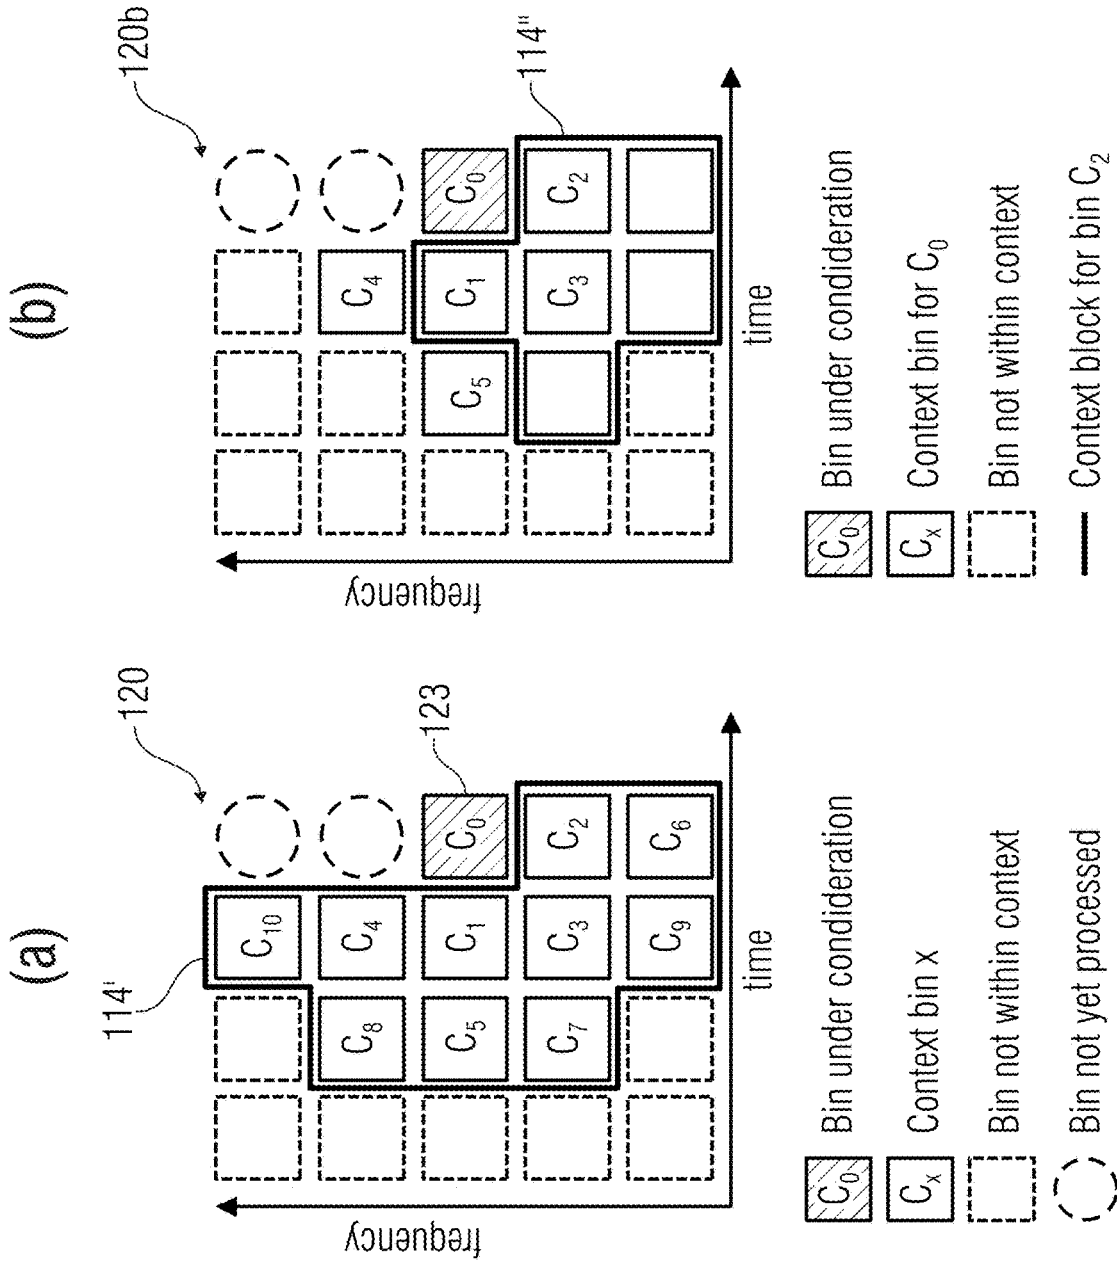 (a)
120
114'
123
frequency
C10
C8
C4
C5
C1
C0
C7
C3
C2
C9
C6
time
C0 Bin under condideration
Cx Context bin x
Bin not within context
Bin not yet processed
(b)
120b
114"
frequency
C4
C5
C1
C0
C3
C2
time
C0 Bin under condideration
Cx Context bin for C0
Bin not within context
Context block for bin C2